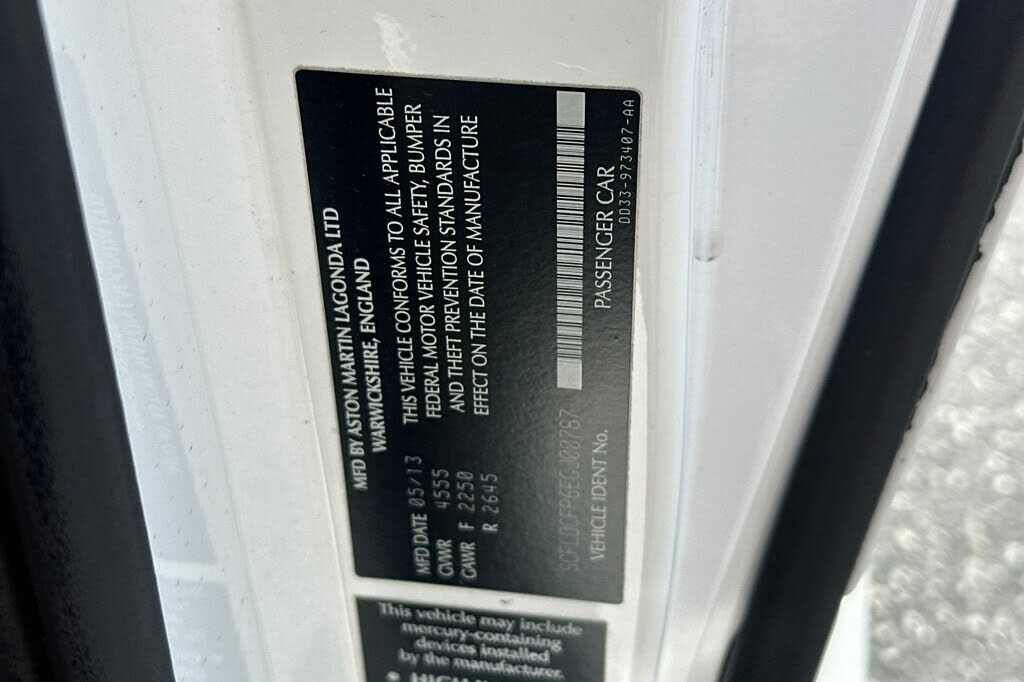 MFD BY ASTON MARTIN LAGONDA LTD
WARWICKSHIRE, ENGLAND
MFD DATE 05/13
GVWR 4555
GAWR F 2250
R 2645
THIS VEHICLE CONFORMS TO ALL APPLICABLE
FEDERAL MOTOR VEHICLE SAFETY, BUMPER
AND THEFT PREVENTION STANDARDS IN
EFFECT ON THE DATE OF MANUFACTURE
VEHICLE IDENT No.
PASSENGER CAR
DD33-973407-AA
This vehicle may include
mercury-containing
devices installed
by the manufacturer.